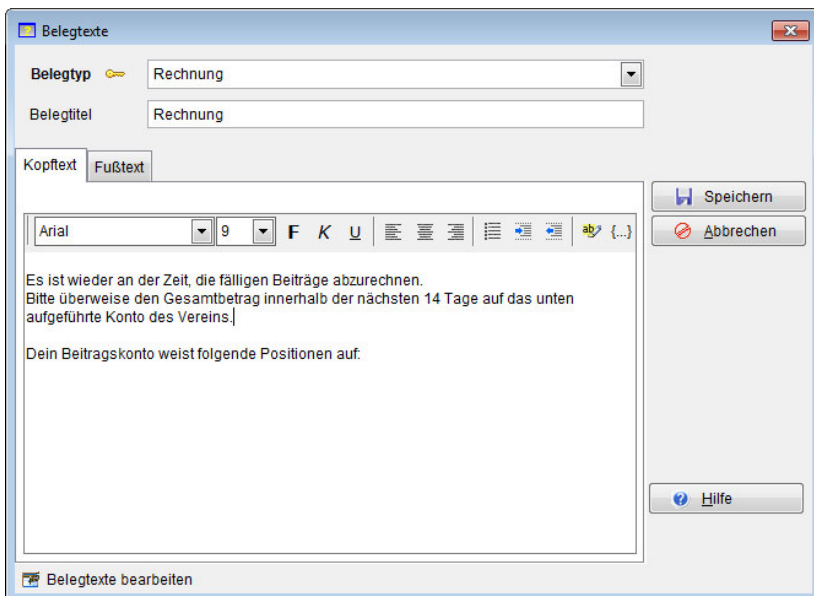 Belegtexte
Belegtyp Rechnung
Belegtitel Rechnung
Kopftext Fußtext
Speichern
Arial 9 F K U ab {...}
Abbrechen
Es ist wieder an der Zeit, die fälligen Beiträge abzurechnen.
Bitte überweise den Gesamtbetrag innerhalb der nächsten 14 Tage auf das unten
aufgeführte Konto des Vereins.
Dein Beitragskonto weist folgende Positionen auf:
Hilfe
Belegtexte bearbeiten